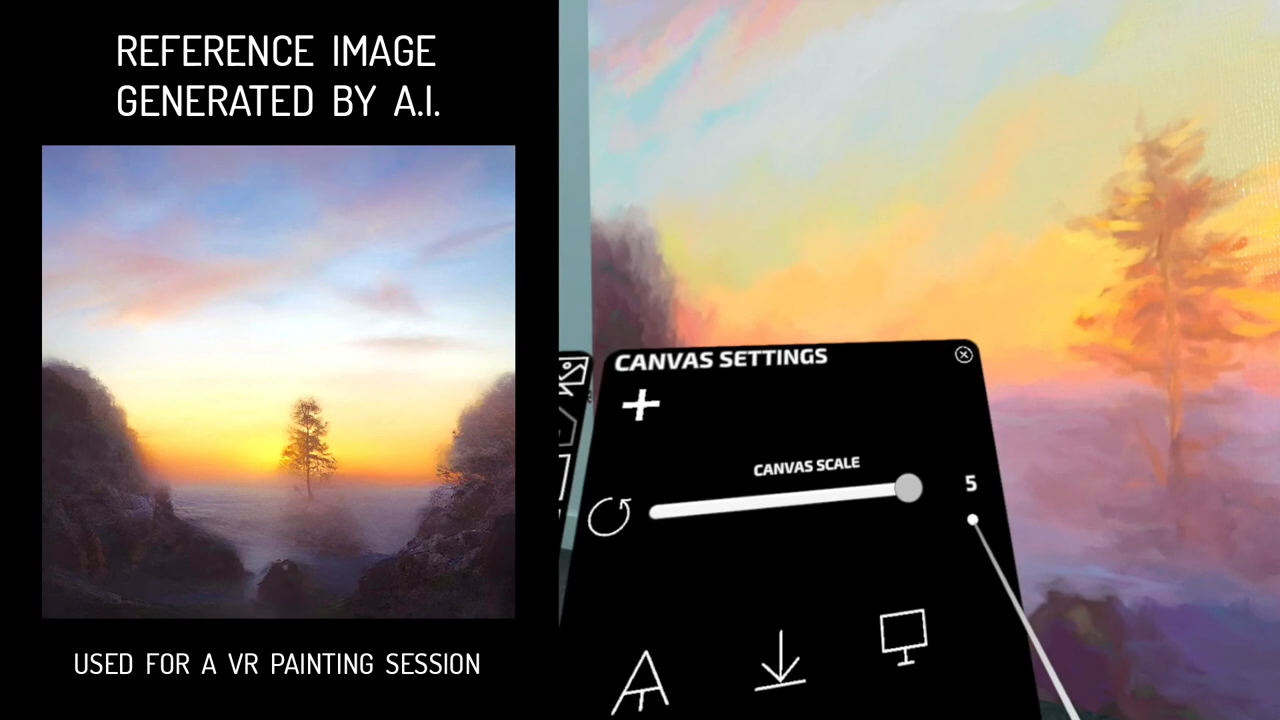 REFERENCE IMAGE
GENERATED BY A.I.
USED FOR A VR PAINTING SESSION
CANVAS SETTINGS
CANVAS SCALE
5